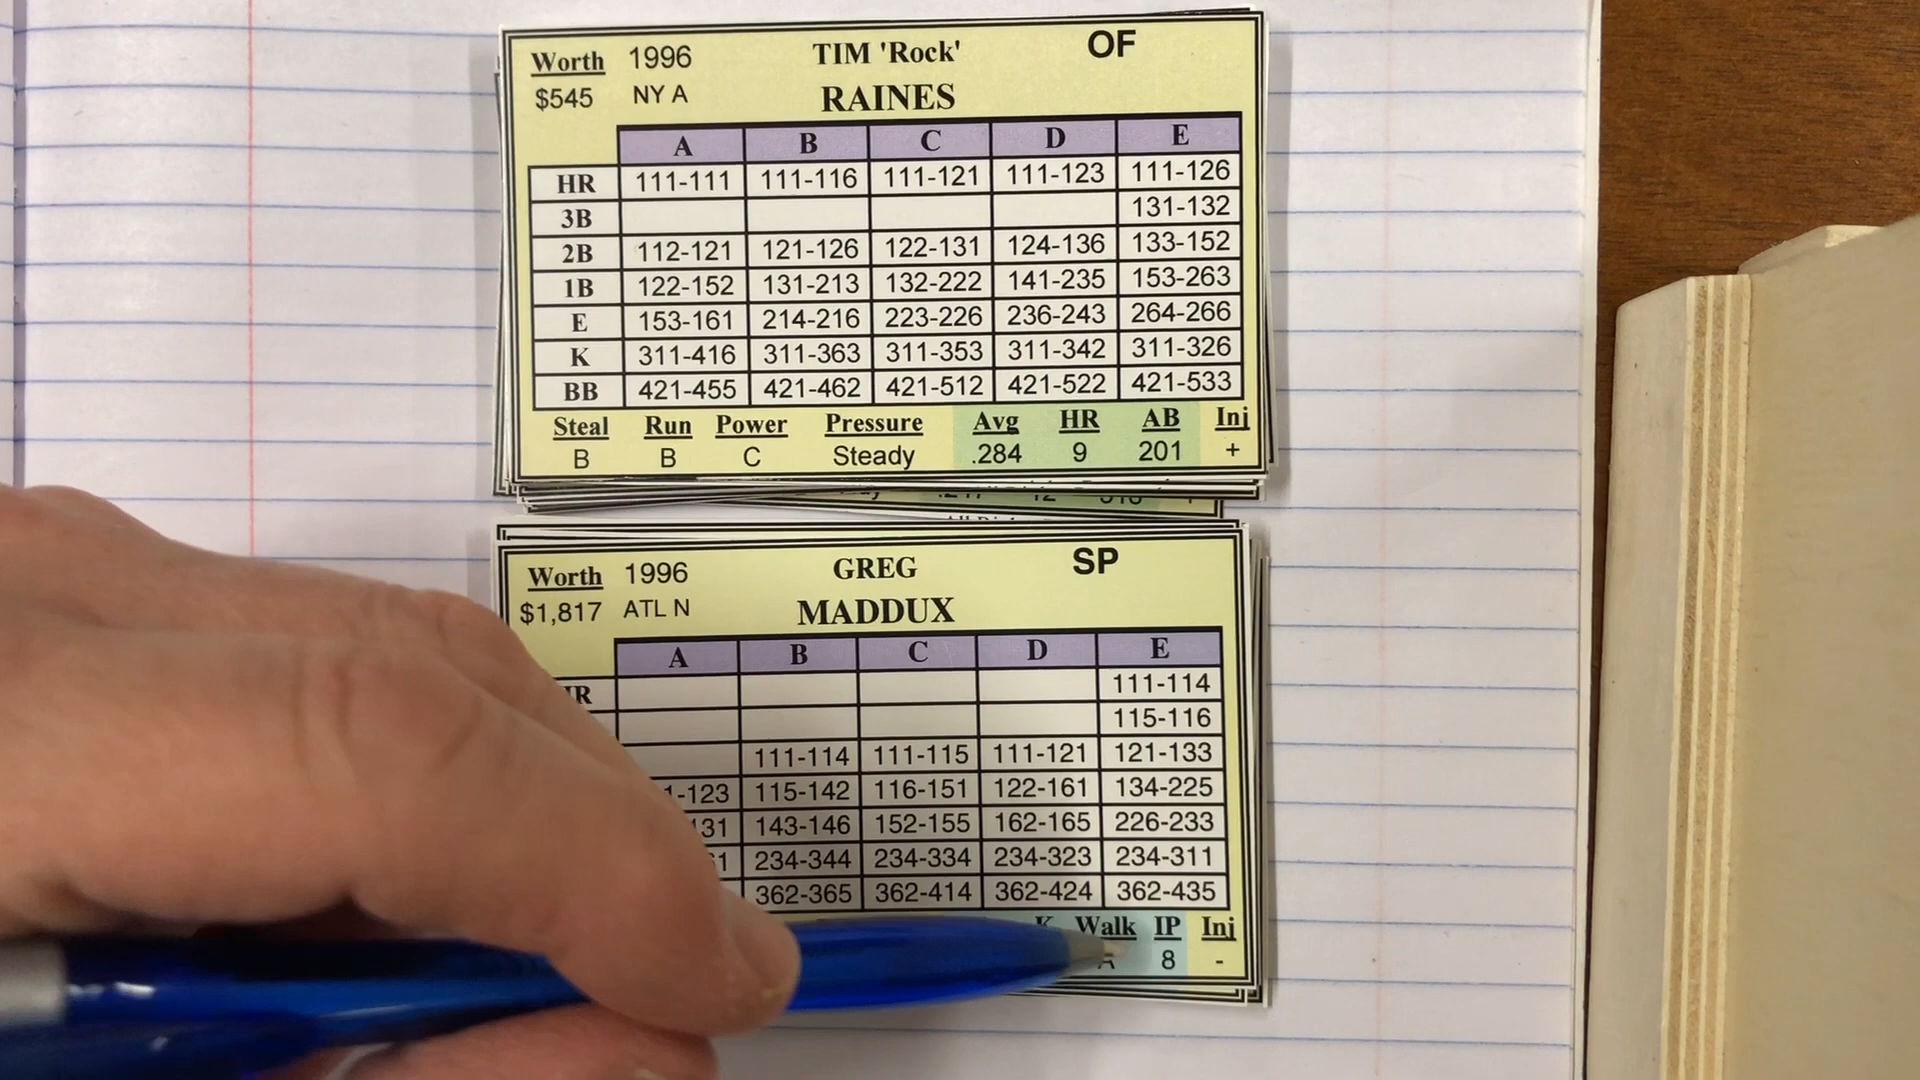 Worth 1996 TIM 'Rock' OF
$545 NY A RAINES
A B C D E
HR 111-111 111-116 111-121 111-123 111-126
3B 131-132
2B 112-121 121-126 122-131 124-136 133-152
1B 122-152 131-213 132-222 141-235 153-263
E 153-161 214-216 223-226 236-243 264-266
K 311-416 311-363 311-353 311-342 311-326
BB 421-455 421-462 421-512 421-522 421-533
Steal Run Power Pressure Avg HR AB Inj
B B C Steady .284 9 201 +
Worth 1996 GREG SP
$1,817 ATL N MADDUX
A B C D E
111-114
115-116
111-114 111-115 111-121 121-133
-123 115-142 116-151 122-161 134-225
131 143-146 152-155 162-165 226-233
234-344 234-334 234-323 234-311
362-365 362-414 362-424 362-435
K Walk IP Inj
A 8 -